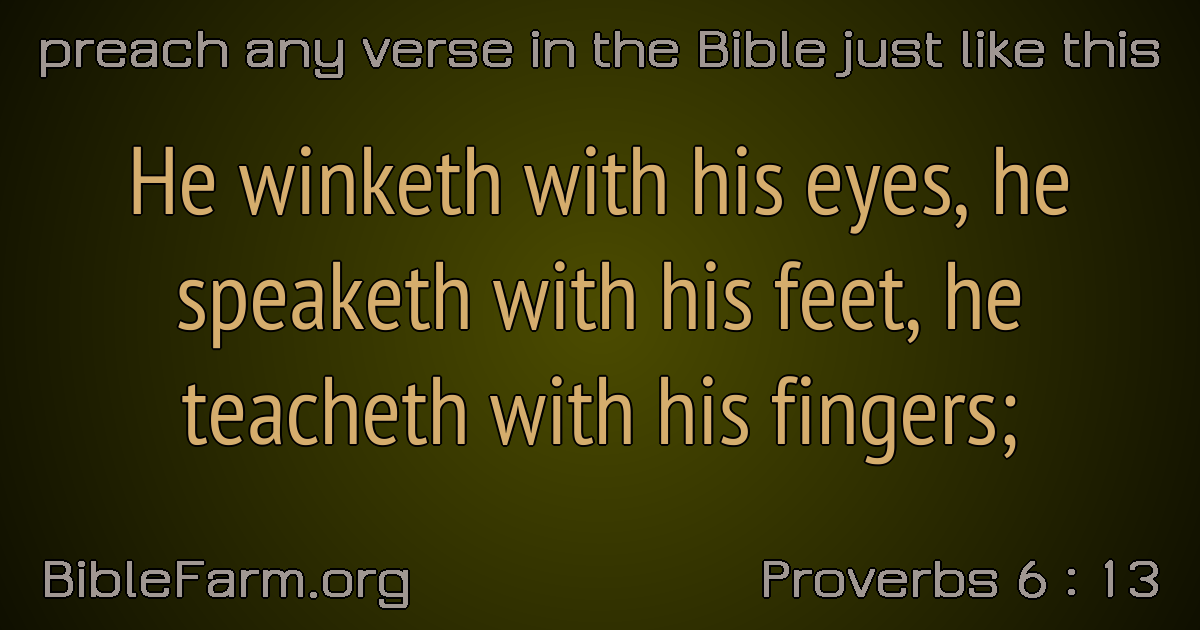 preach any verse in the Bible just like this
He winketh with his eyes, he
speaketh with his feet, he
teacheth with his fingers;
BibleFarm.org
Proverbs 6 : 13